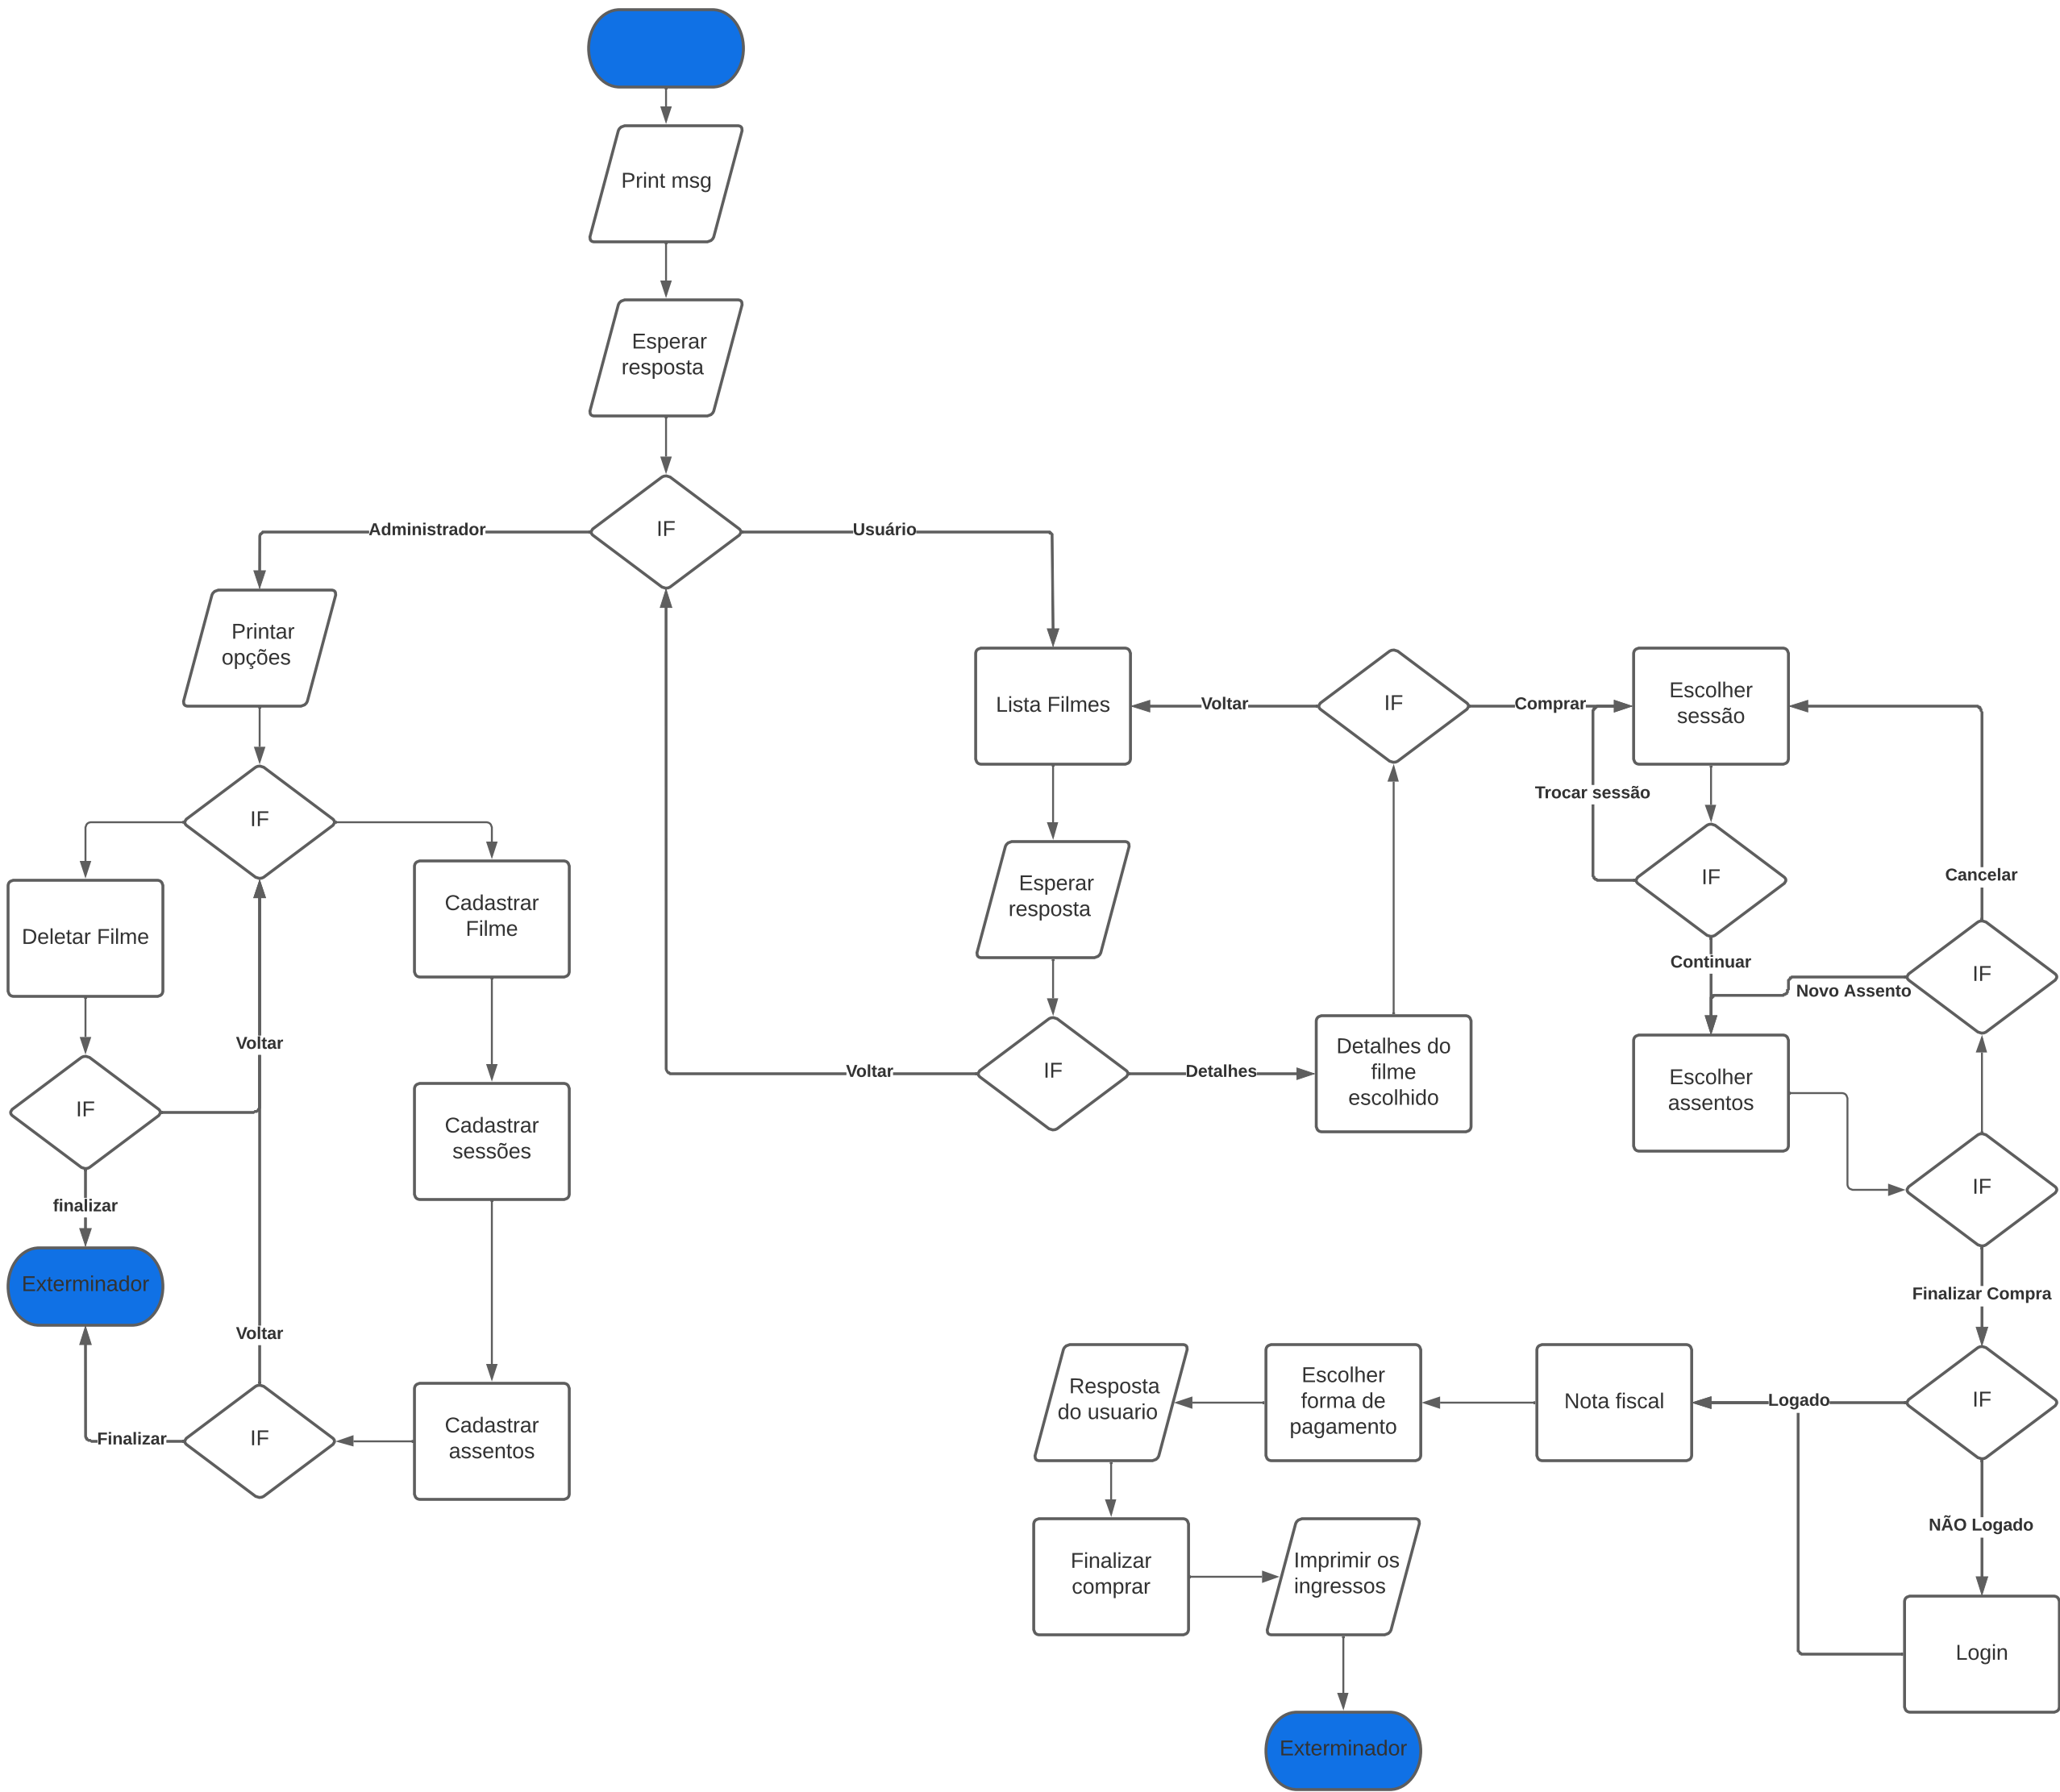 Print msg
Esperar
resposta
IF
Administrador
Usuário
Printar
opções
IF
Deletar Filme
Cadastrar
Filme
Voltar
IF
finalizar
Exterminador
Cadastrar
sessões
Voltar
Finalizar
IF
Cadastrar
assentos
Lista Filmes
Voltar
IF
Comprar
Escolher
sessão
Trocar sessão
Esperar
resposta
IF
Continuar
Cancelar
IF
Novo Assento
Voltar
IF
Detalhes
Detalhes do
filme
escolhido
Escolher
assentos
IF
Finalizar Compra
Resposta
do usuario
Escolher
forma de
pagamento
Nota fiscal
Logado
IF
NÃO Logado
Finalizar
comprar
Imprimir os
ingressos
Login
Exterminador